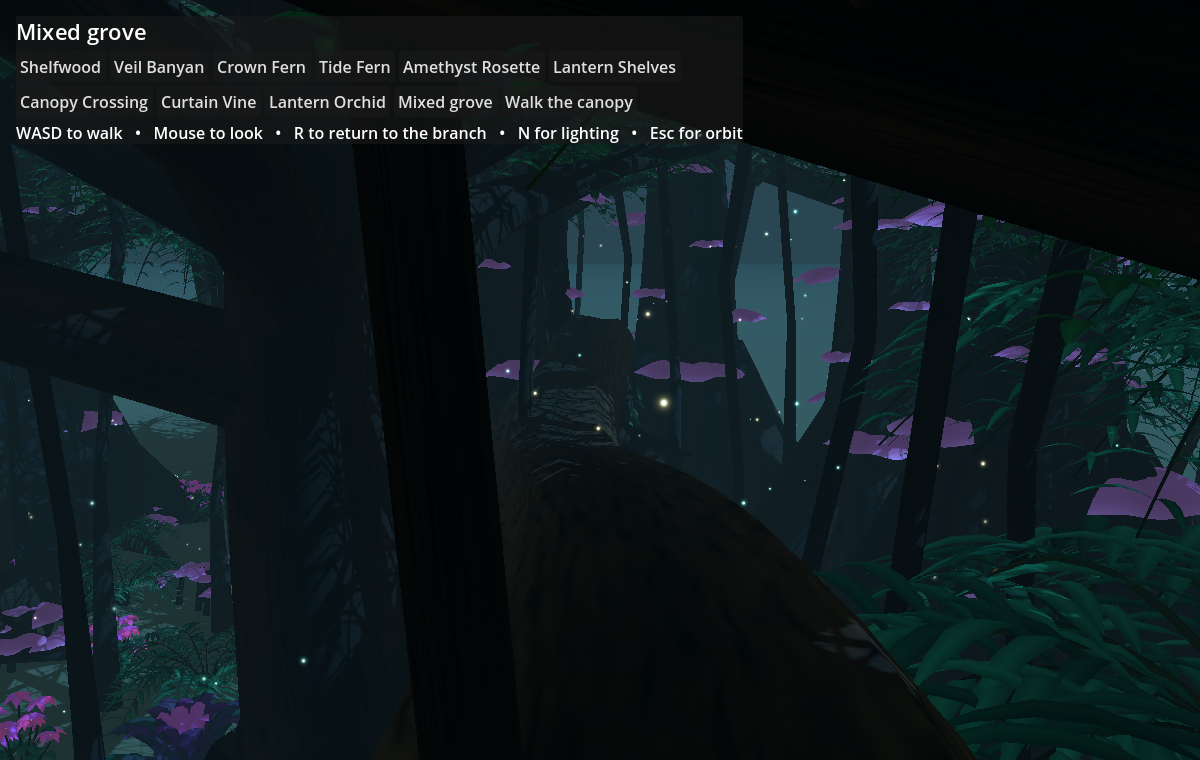 Mixed grove
Shelfwood Veil Banyan Crown Fern Tide Fern Amethyst Rosette Lantern Shelves
Canopy Crossing Curtain Vine Lantern Orchid Mixed grove Walk the canopy
WASD to walk • Mouse to look • R to return to the branch • N for lighting • Esc for orbit